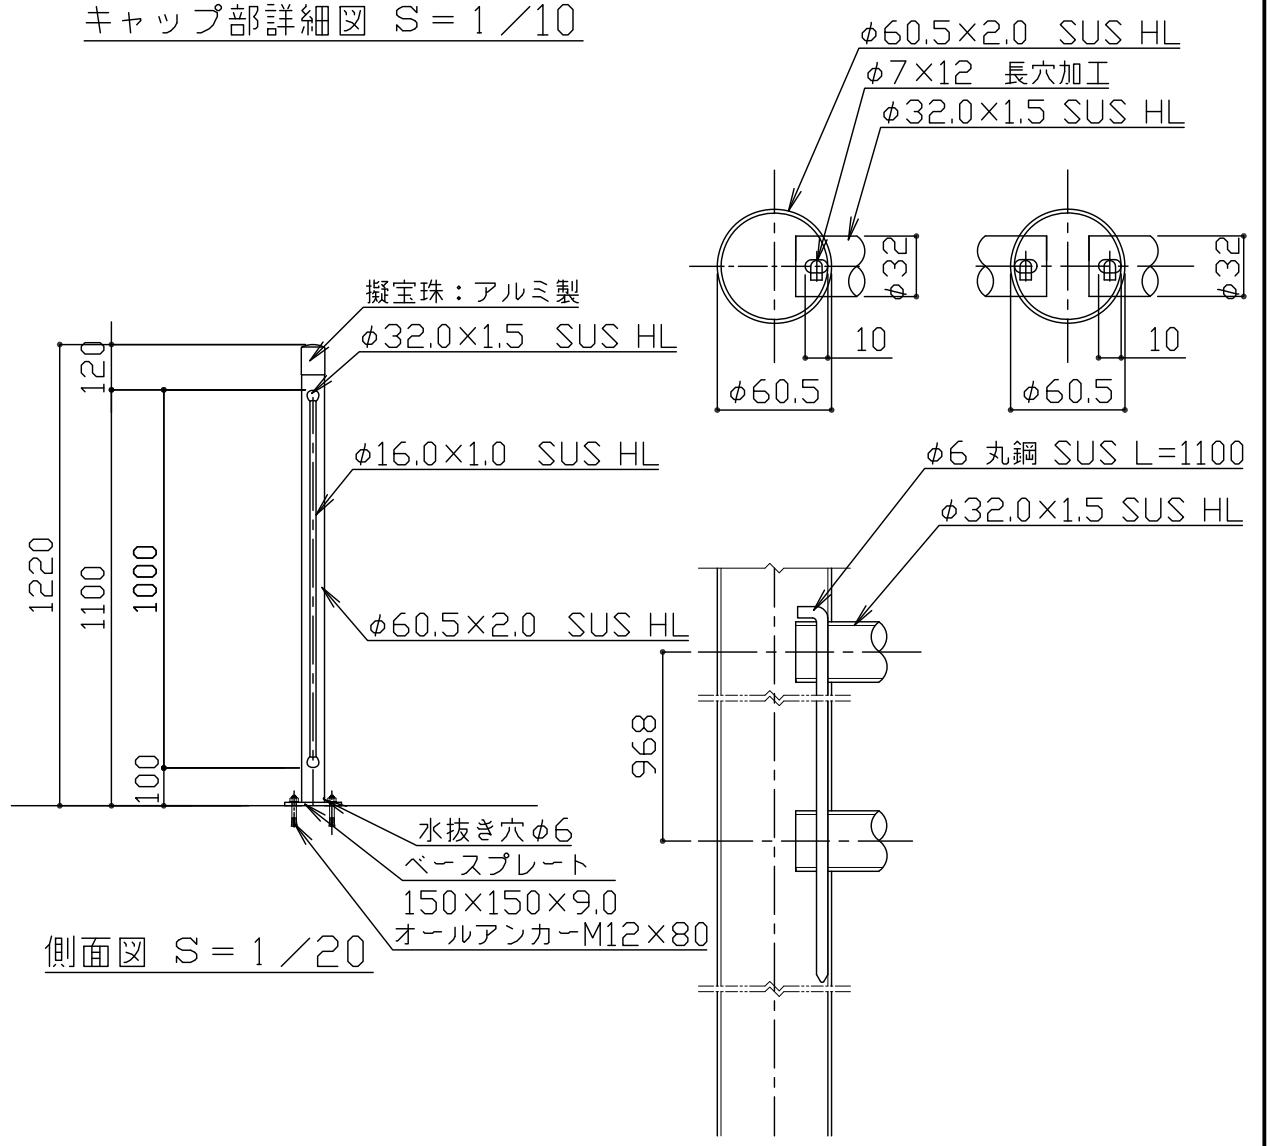 キャップ部詳細図 S=1/10
φ60.5×2.0 SUS HL
φ7×12 長穴加工
φ32.0×1.5 SUS HL
φ32
10
φ60.5
φ32
10
φ60.5
擬宝珠：アルミ製
φ32.0×1.5 SUS HL
φ16.0×1.0 SUS HL
φ60.5×2.0 SUS HL
120
1220
1100
1000
100
水抜き穴φ6
ベースプレート
150×150×9.0
オールアンカーM12×80
側面図 S=1/20
φ6 丸鋼 SUS L=1100
φ32.0×1.5 SUS HL
968